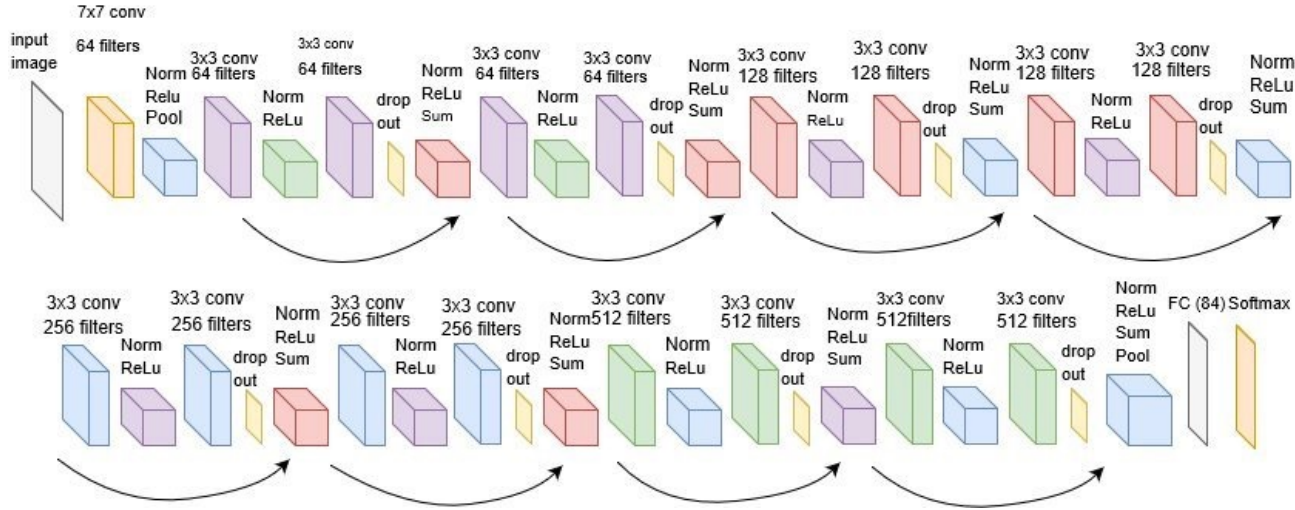 input
image
7x7 conv
64 filters
Norm
Relu
Pool
3x3 conv
64 filters
Norm
ReLu
3x3 conv
64 filters
drop
out
Norm
ReLu
Sum
3x3 conv
64 filters
Norm
ReLu
3x3 conv
64 filters
drop
out
Norm
ReLu
Sum
3x3 conv
128 filters
Norm
ReLu
3x3 conv
128 filters
drop
out
Norm
ReLu
Sum
3x3 conv
128 filters
Norm
ReLu
3x3 conv
128 filters
drop
out
Norm
ReLu
Sum
3x3 conv
256 filters
Norm
ReLu
3x3 conv
256 filters
drop
out
Norm
ReLu
Sum
3x3 conv
256 filters
Norm
ReLu
3x3 conv
256 filters
drop
out
Norm
ReLu
Sum
3x3 conv
512 filters
Norm
ReLu
3x3 conv
512 filters
drop
out
Norm
ReLu
Sum
3x3 conv
512filters
Norm
ReLu
3x3 conv
512 filters
drop
out
Norm
ReLu
Sum
Pool
FC (84)
Softmax